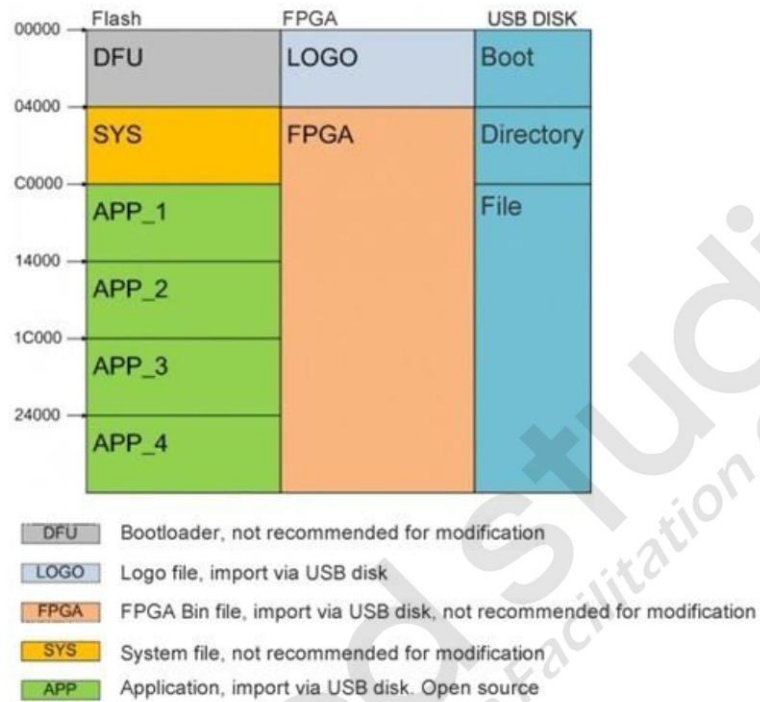 Flash FPGA USB DISK
00000 DFU LOGO Boot
04000 SYS FPGA Directory
C0000 APP_1 File
14000 APP_2
1C000 APP_3
24000 APP_4
DFU Bootloader, not recommended for modification
LOGO Logo file, import via USB disk
FPGA FPGA Bin file, import via USB disk, not recommended for modification
SYS System file, not recommended for modification
APP Application, import via USB disk. Open source
d studi
Facilitation